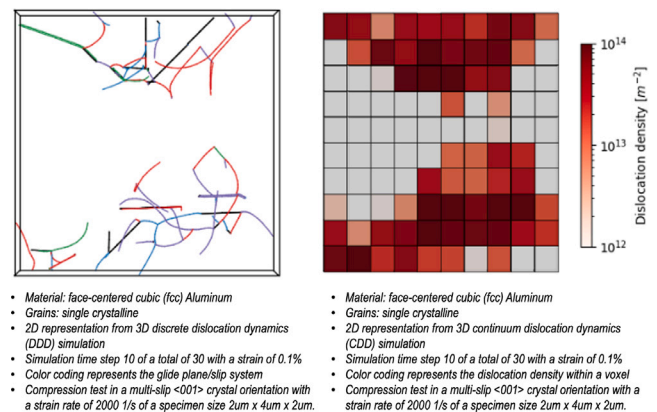 10^14
10^13
10^12
Dislocation density [m^-2]
• Material: face-centered cubic (fcc) Aluminum
• Grains: single crystalline
• 2D representation from 3D discrete dislocation dynamics
(DDD) simulation
• Simulation time step 10 of a total of 30 with a strain of 0.1%
• Color coding represents the glide plane/slip
system
• Compression test in a multi-slip <001> crystal orientation with
a strain rate of 2000 1/s of a specimen size 2um x 4um x 2um.
• Material: face-centered cubic (fcc) Aluminum
• Grains: single crystalline
• 2D representation from 3D continuum dislocation dynamics
(CDD) simulation
• Simulation time step 10 of a total of 30 with a strain of 0.1%
• Color coding represents the dislocation density within a voxel
• Compression test in a multi-slip <001> crystal orientation with a
strain rate of 2000 1/s of a specimen size 2um x 4um x 2um.